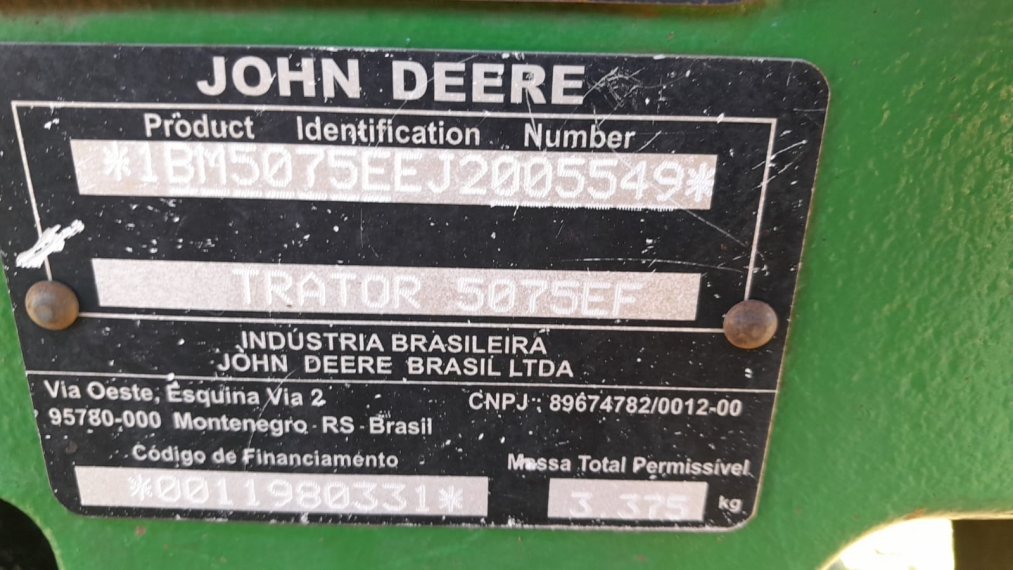 JOHN DEERE
Product Identification Number
*1BM5075EEJ2005549*
TRATOR 5075EF
INDÚSTRIA BRASILEIRA
JOHN DEERE BRASIL LTDA
Via Oeste, Esquina Via 2
95780-000 Montenegro - RS - Brasil
CNPJ : 89674782/0012-00
Código de Financiamento
*0011980331*
Massa Total Permissível
3 375 kg